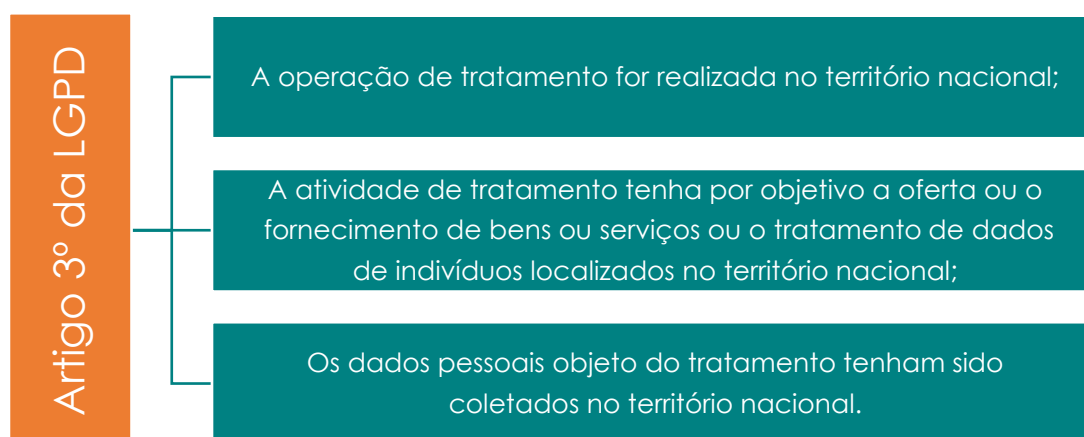 Artigo 3º da LGPD
A operação de tratamento for realizada no território nacional;
A atividade de tratamento tenha por objetivo a oferta ou o
fornecimento de bens ou serviços ou o tratamento de dados
de indivíduos localizados no território nacional;
Os dados pessoais objeto do tratamento tenham sido
coletados no território nacional.